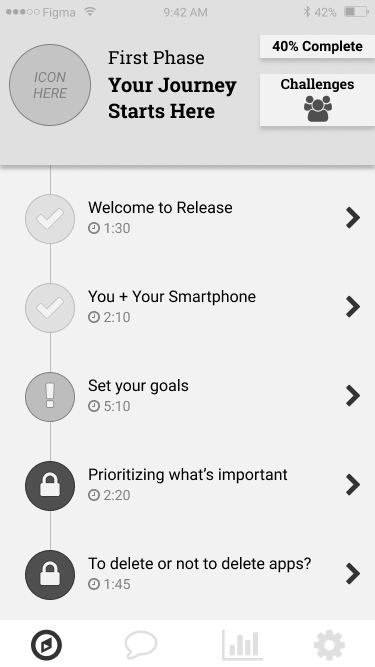 Figma 9:42 AM 42%
ICON
HERE
First Phase
Your Journey
Starts Here
40% Complete
Challenges
Welcome to Release
1:30
You + Your Smartphone
2:10
Set your goals
5:10
Prioritizing what's important
2:20
To delete or not to delete apps?
1:45